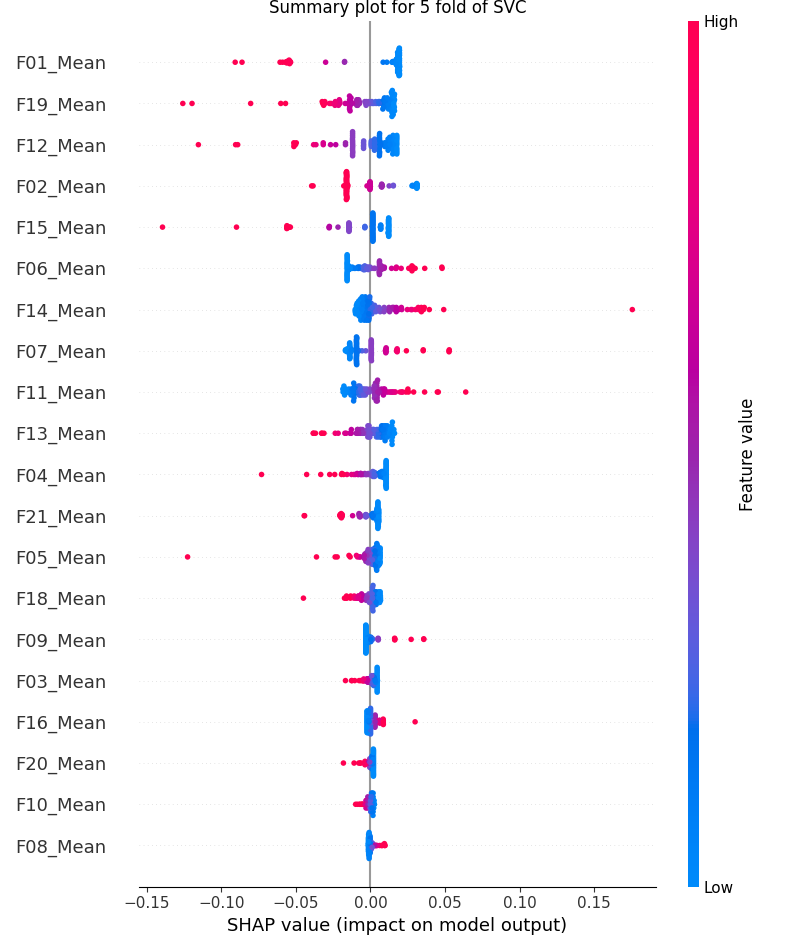 Summary plot for 5 fold of SVC
High
F01_Mean
F19_Mean
F12_Mean
F02_Mean
F15_Mean
F06_Mean
F14_Mean
F07_Mean
F11_Mean
F13_Mean
F04_Mean
F21_Mean
F05_Mean
F18_Mean
F09_Mean
F03_Mean
F16_Mean
F20_Mean
F10_Mean
F08_Mean
Feature value
Low
−0.15 −0.10 −0.05 0.00 0.05 0.10 0.15
SHAP value (impact on model output)